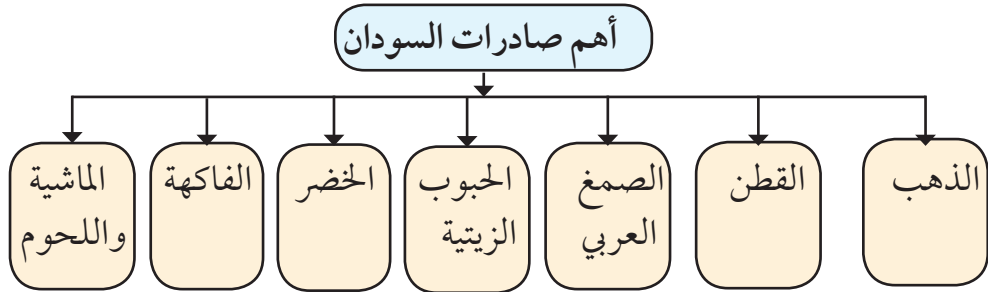 أهم صادرات السودان
الذهب
القطن
الصمغ
العربي
الحبوب
الزيتية
الخضر
الفاكهة
الماشية
واللحوم